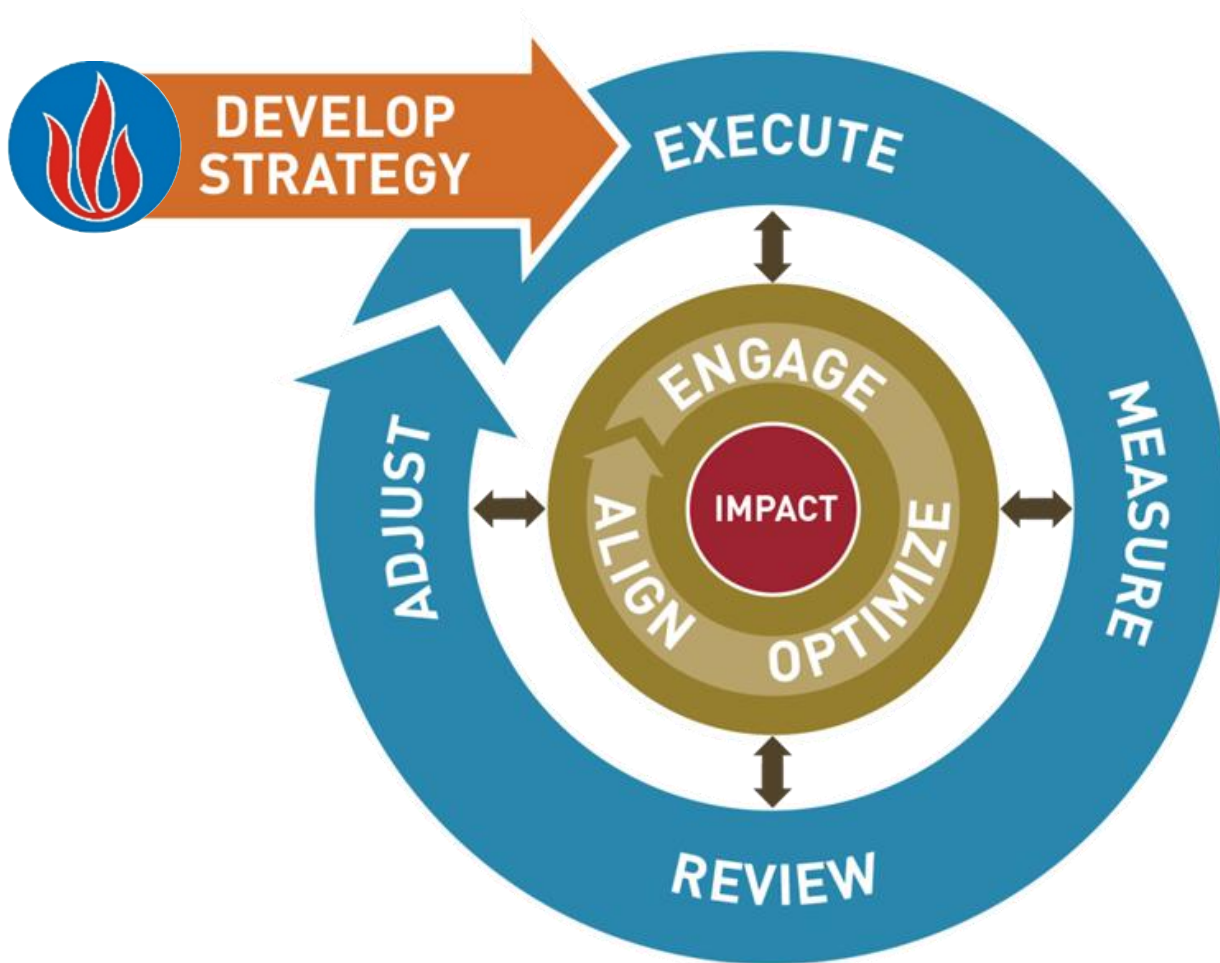 DEVELOP
STRATEGY
EXECUTE
MEASURE
REVIEW
ADJUST
ENGAGE
OPTIMIZE
ALIGN
IMPACT